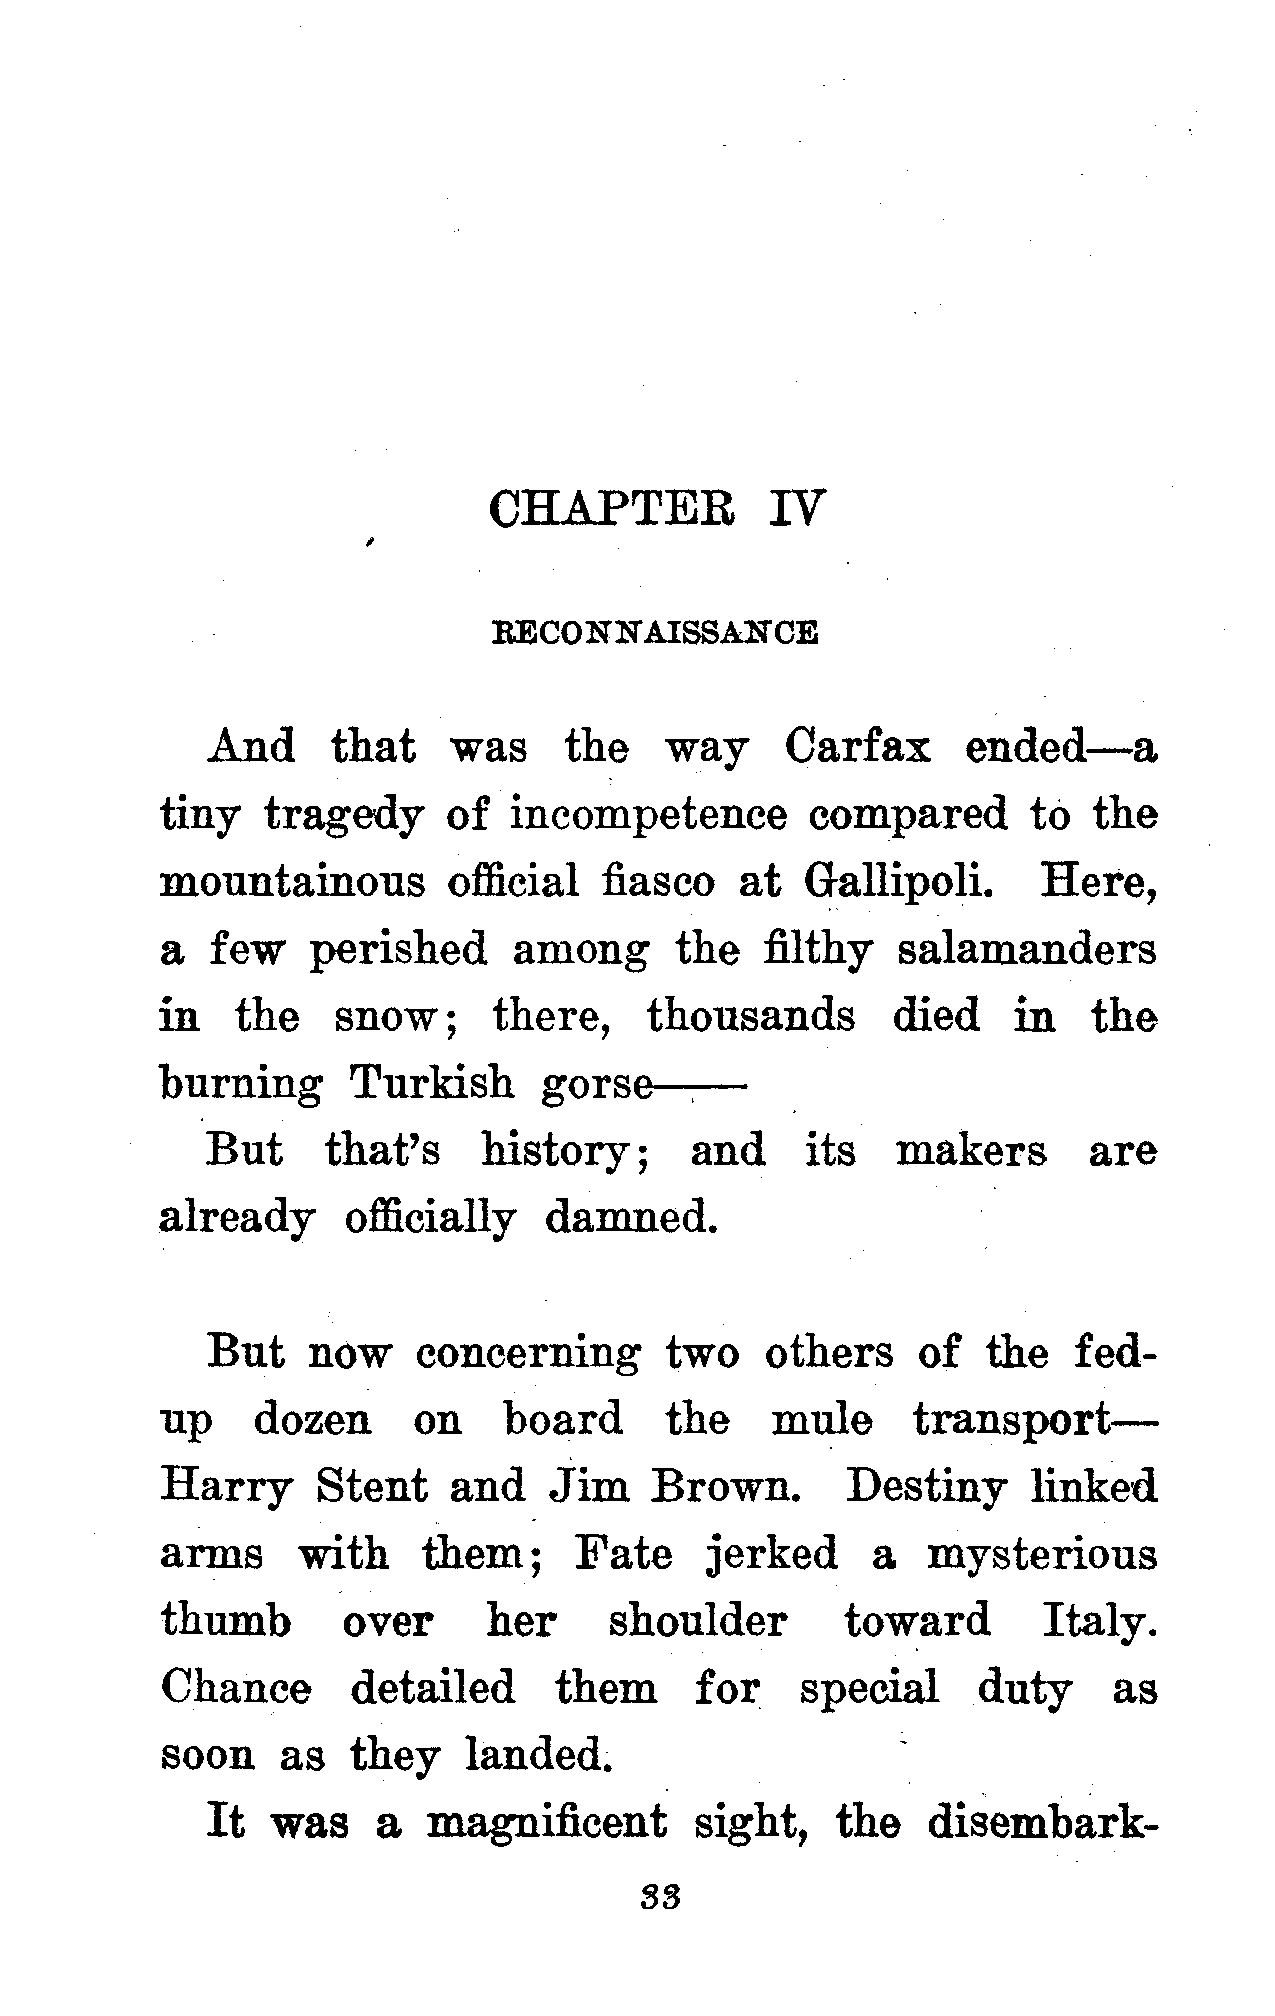 CHAPTER IV
RECONNAISSANCE
And that was the way Carfax ended—a
tiny tragedy of incompetence compared to the
mountainous official fiasco at Gallipoli. Here,
a few perished among the filthy salamanders
in the snow; there, thousands died in the
burning Turkish gorse——
But that's history; and its makers are
already officially damned.
But now concerning two others of the fed-
up dozen on board the mule transport—
Harry Stent and Jim Brown. Destiny linked
arms with them; Fate jerked a mysterious
thumb over her shoulder toward Italy.
Chance detailed them for special duty as
soon as they landed.
It was a magnificent sight, the disembark-
33